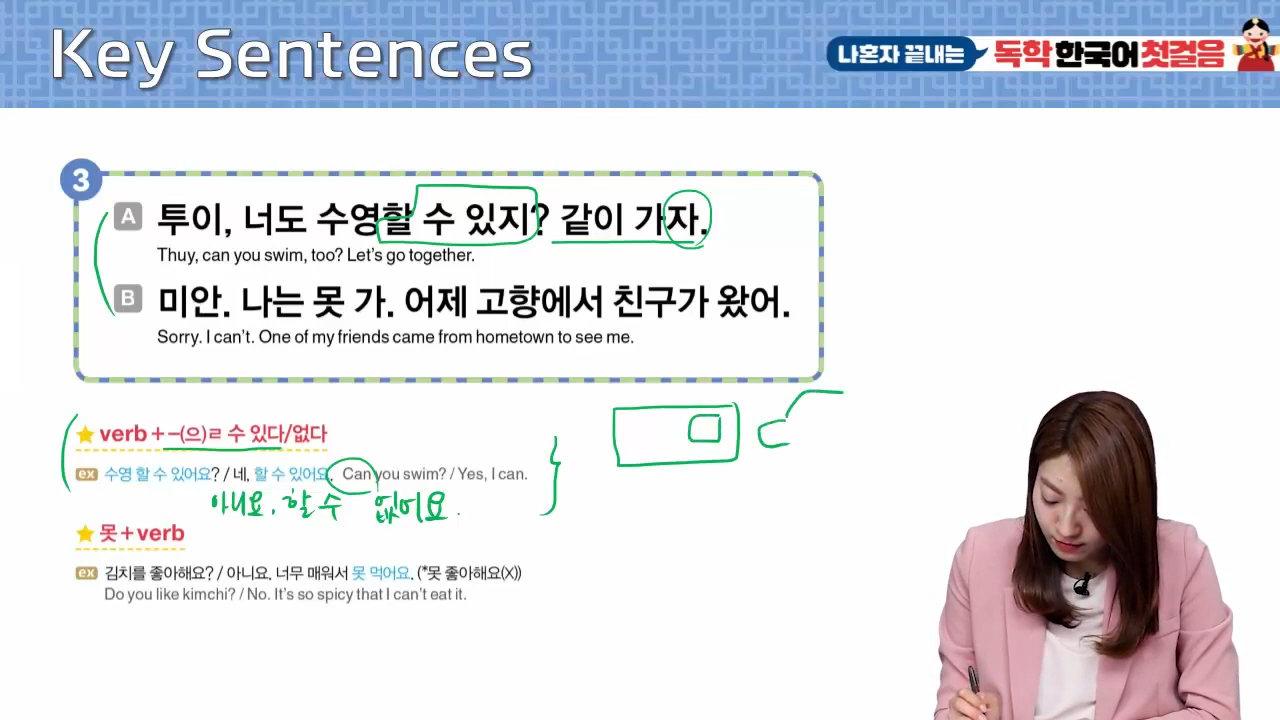 Key Sentences
나혼자 끝내는
독학 한국어 첫걸음
3
A 투이, 너도 수영할 수 있지? 같이 가자.
Thuy, can you swim, too? Let's go together.
B 미안. 나는 못 가. 어제 고향에서 친구가 왔어.
Sorry. I can't. One of my friends came from hometown to see me.
★ verb+–(으)ㄹ 수 있다/없다
ex 수영 할 수 있어요? / 네, 할 수 있어요. Can you swim? / Yes, I can.
아니요. 할 수 없어요.
★ 못+verb
ex 김치를 좋아해요? / 아니요. 너무 매워서 못 먹어요. (*못 좋아해요(X))
Do you like kimchi? / No. It's so spicy that I can't eat it.